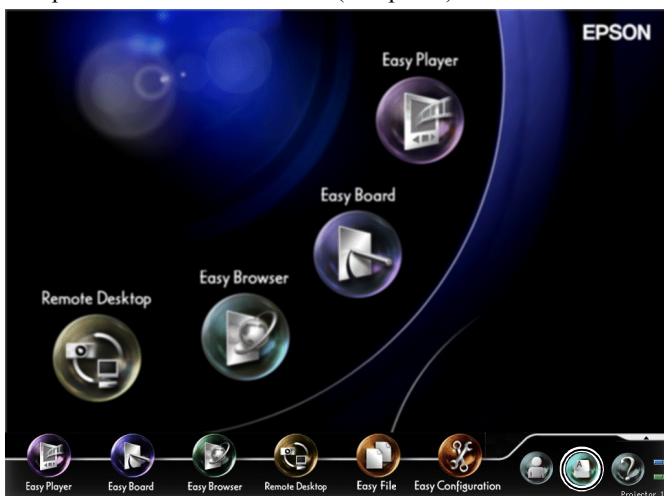 EPSON
Easy Player
Easy Board
Easy Browser
Remote Desktop
Easy Player
Easy Board
Easy Browser
Remote Desktop
Easy File
Easy Configuration
Projector